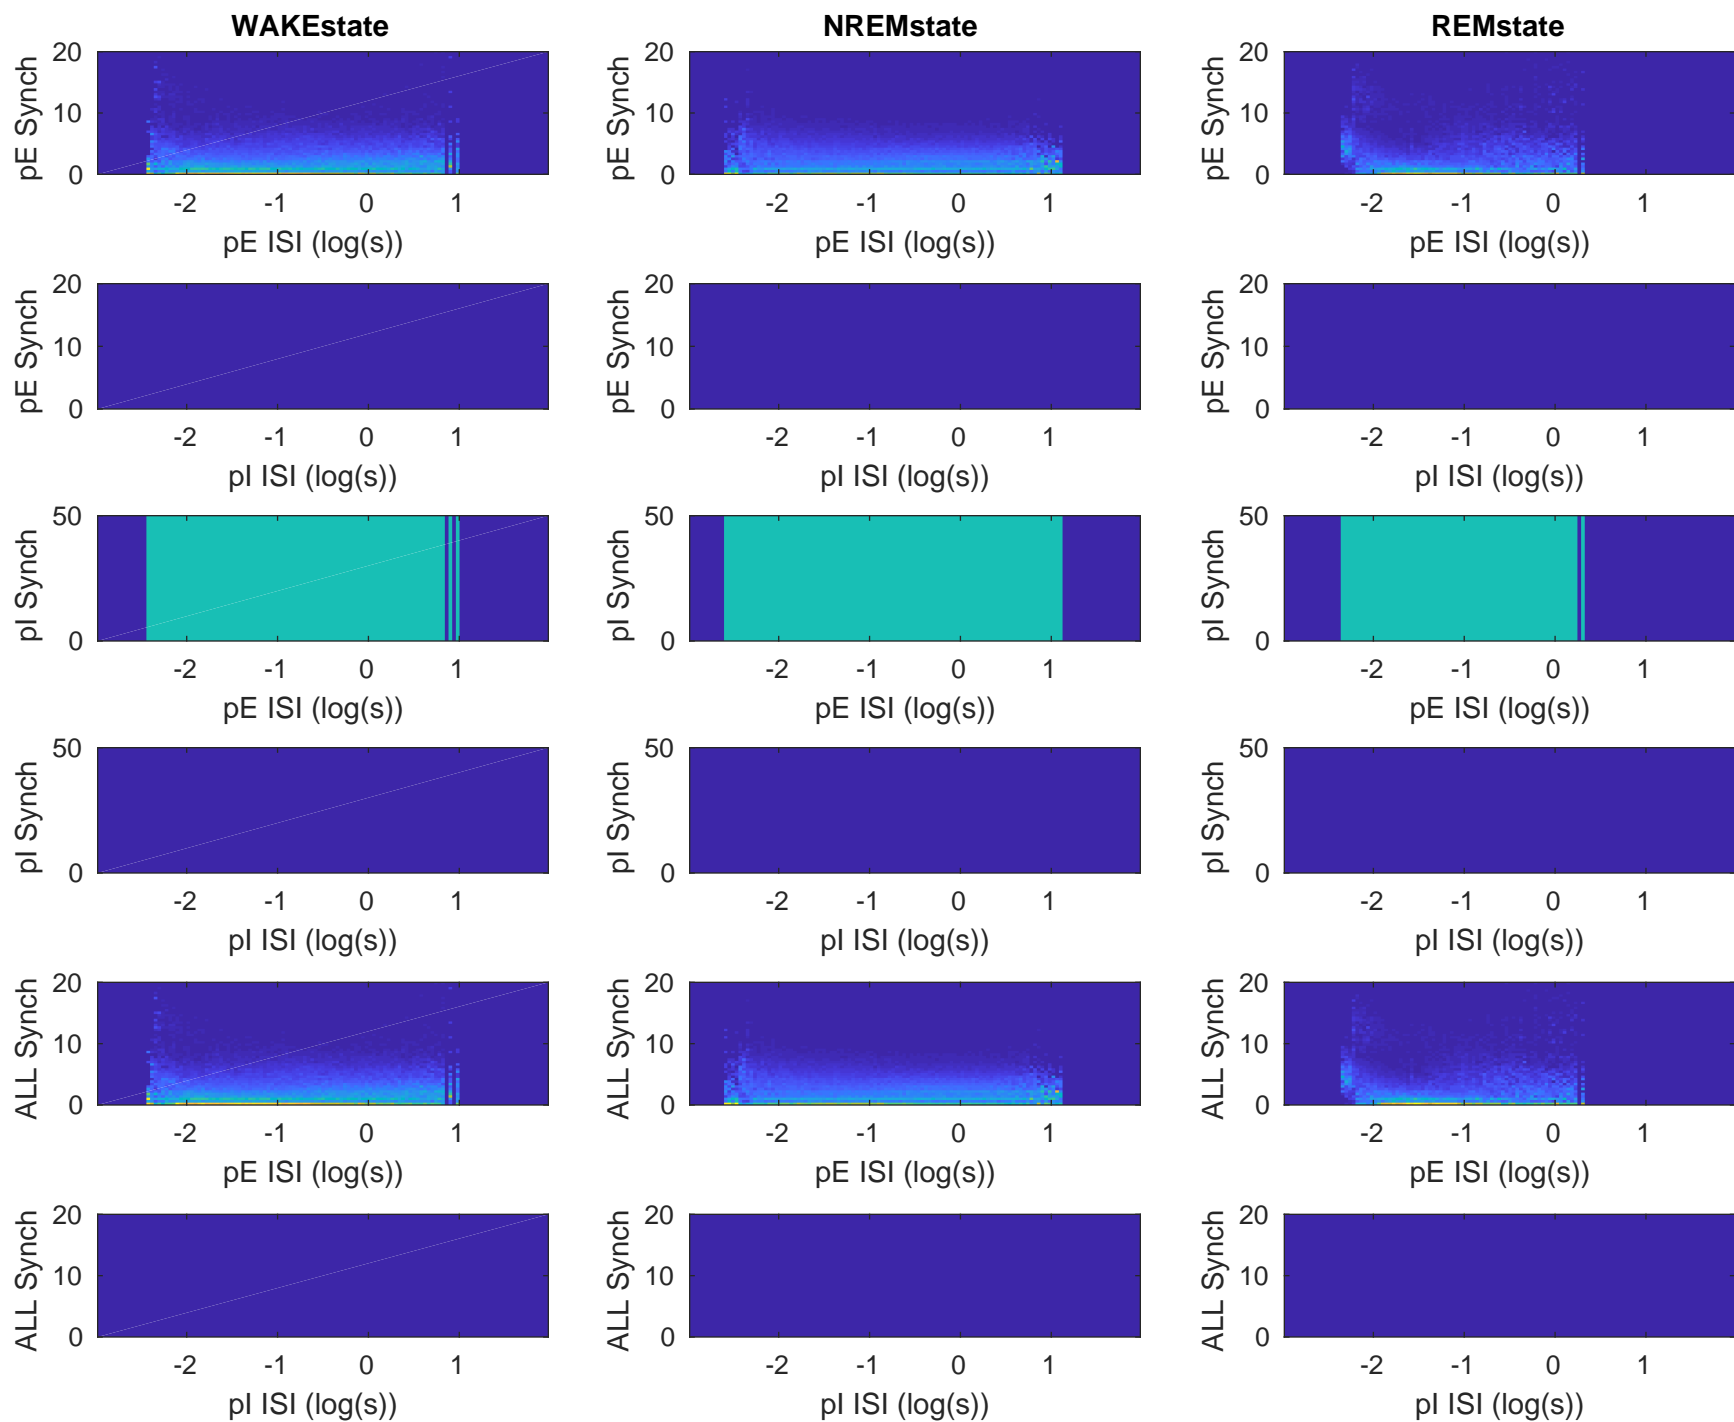 WAKEstate NREMstate REMstate
20 20 20
pE Synch pE Synch pE Synch
10 10 10
0 0 0
-2 -1 0 1 -2 -1 0 1 -2 -1 0 1
pE ISI (log(s)) pE ISI (log(s)) pE ISI (log(s))
20 20 20
pE Synch pE Synch pE Synch
10 10 10
0 0 0
-2 -1 0 1 -2 -1 0 1 -2 -1 0 1
pI ISI (log(s)) pI ISI (log(s)) pI ISI (log(s))
50 50 50
pI Synch pI Synch pI Synch
0 0 0
-2 -1 0 1 -2 -1 0 1 -2 -1 0 1
pE ISI (log(s)) pE ISI (log(s)) pE ISI (log(s))
50 50 50
pI Synch pI Synch pI Synch
0 0 0
-2 -1 0 1 -2 -1 0 1 -2 -1 0 1
pI ISI (log(s)) pI ISI (log(s)) pI ISI (log(s))
20 20 20
ALL Synch ALL Synch ALL Synch
10 10 10
0 0 0
-2 -1 0 1 -2 -1 0 1 -2 -1 0 1
pE ISI (log(s)) pE ISI (log(s)) pE ISI (log(s))
20 20 20
ALL Synch ALL Synch ALL Synch
10 10 10
0 0 0
-2 -1 0 1 -2 -1 0 1 -2 -1 0 1
pI ISI (log(s)) pI ISI (log(s)) pI ISI (log(s))